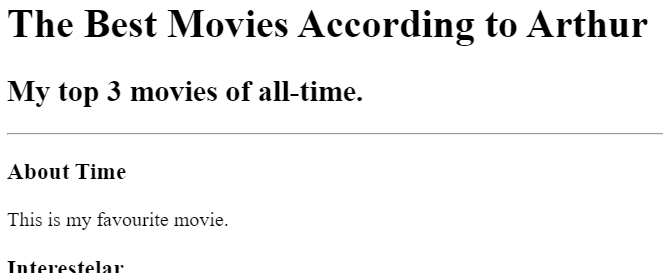 The Best Movies According to Arthur
My top 3 movies of all-time.
About Time
This is my favourite movie.
Interestelar